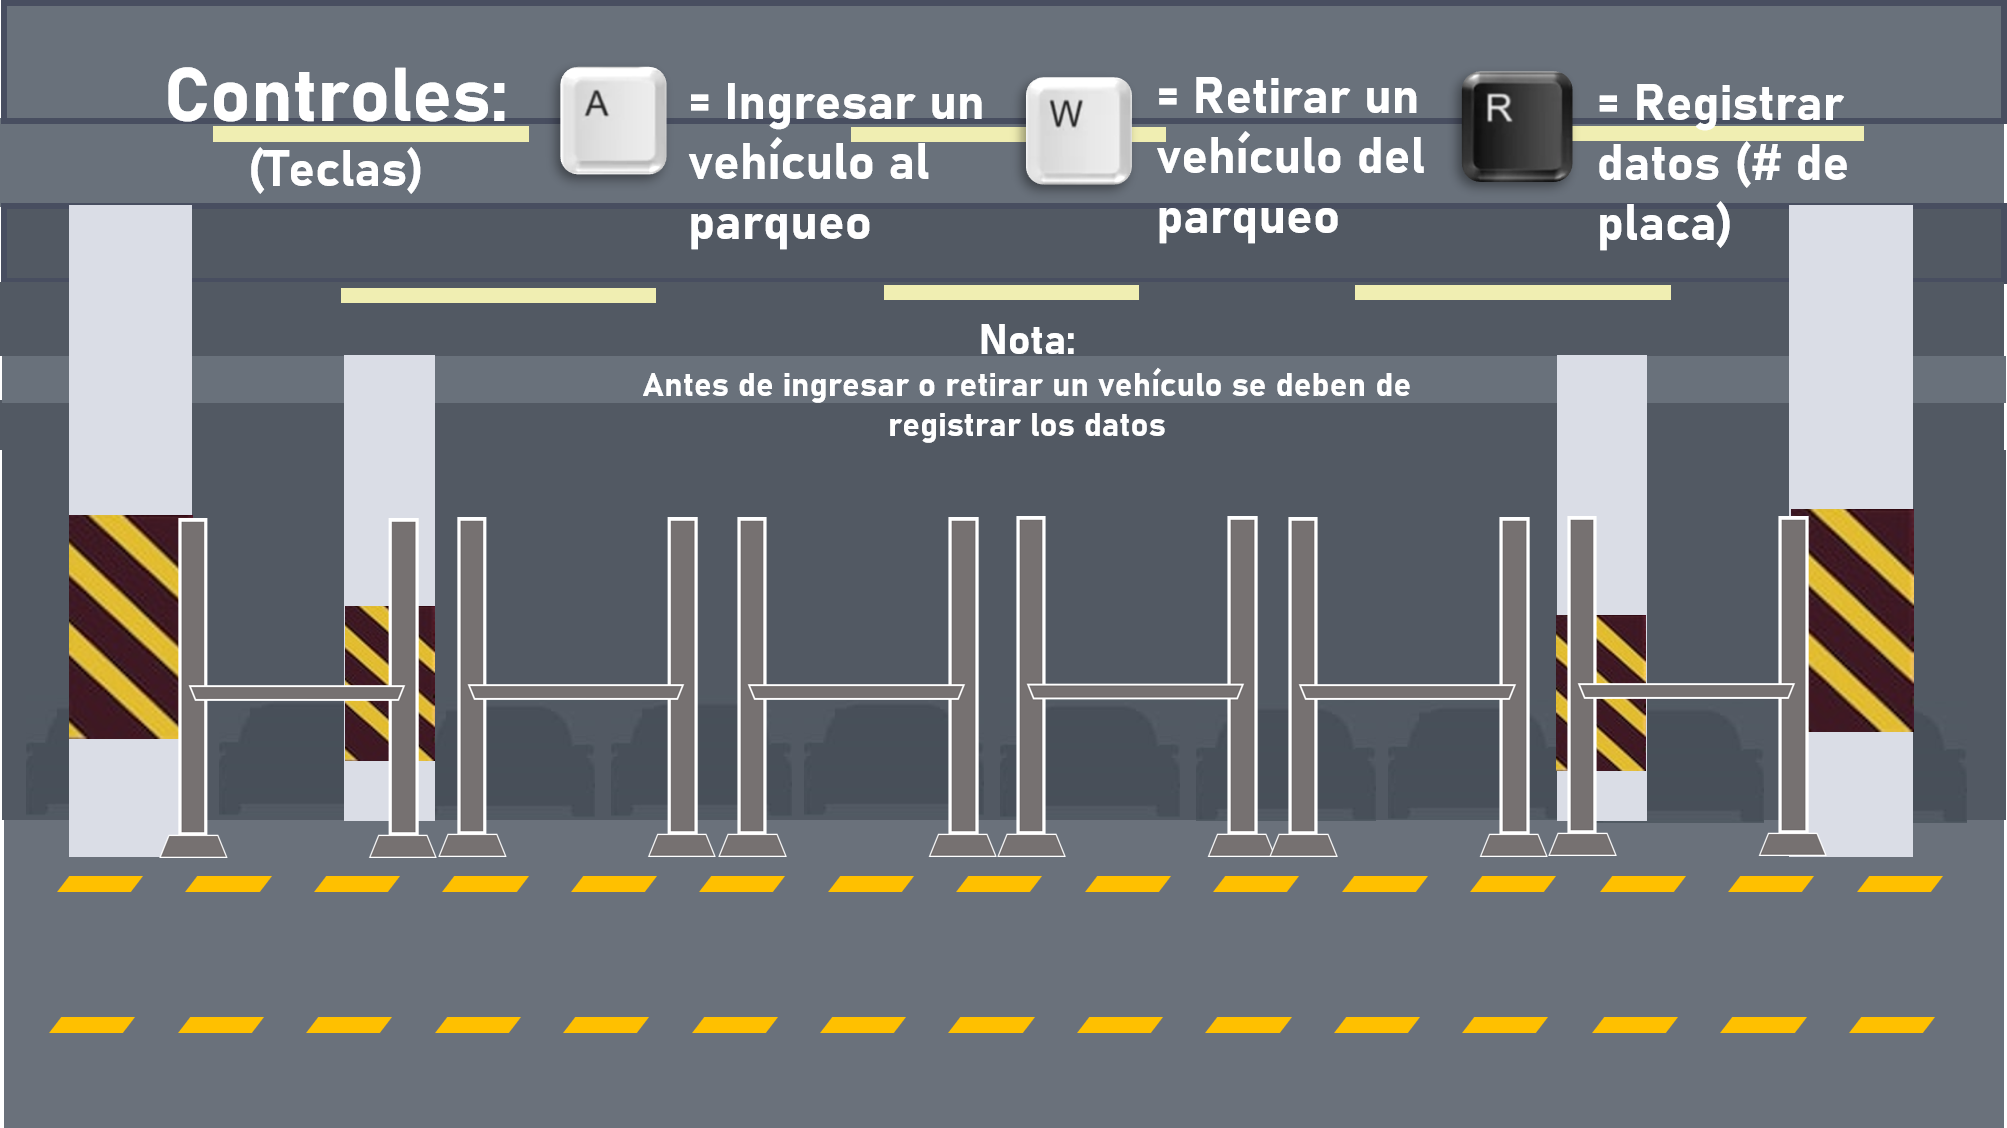 Controles:
(Teclas)
A
= Ingresar un
vehículo al
parqueo
W
= Retirar un
vehículo del
parqueo
R
= Registrar
datos (# de
placa)
Nota:
Antes de ingresar o retirar un vehículo se deben de
registrar los datos